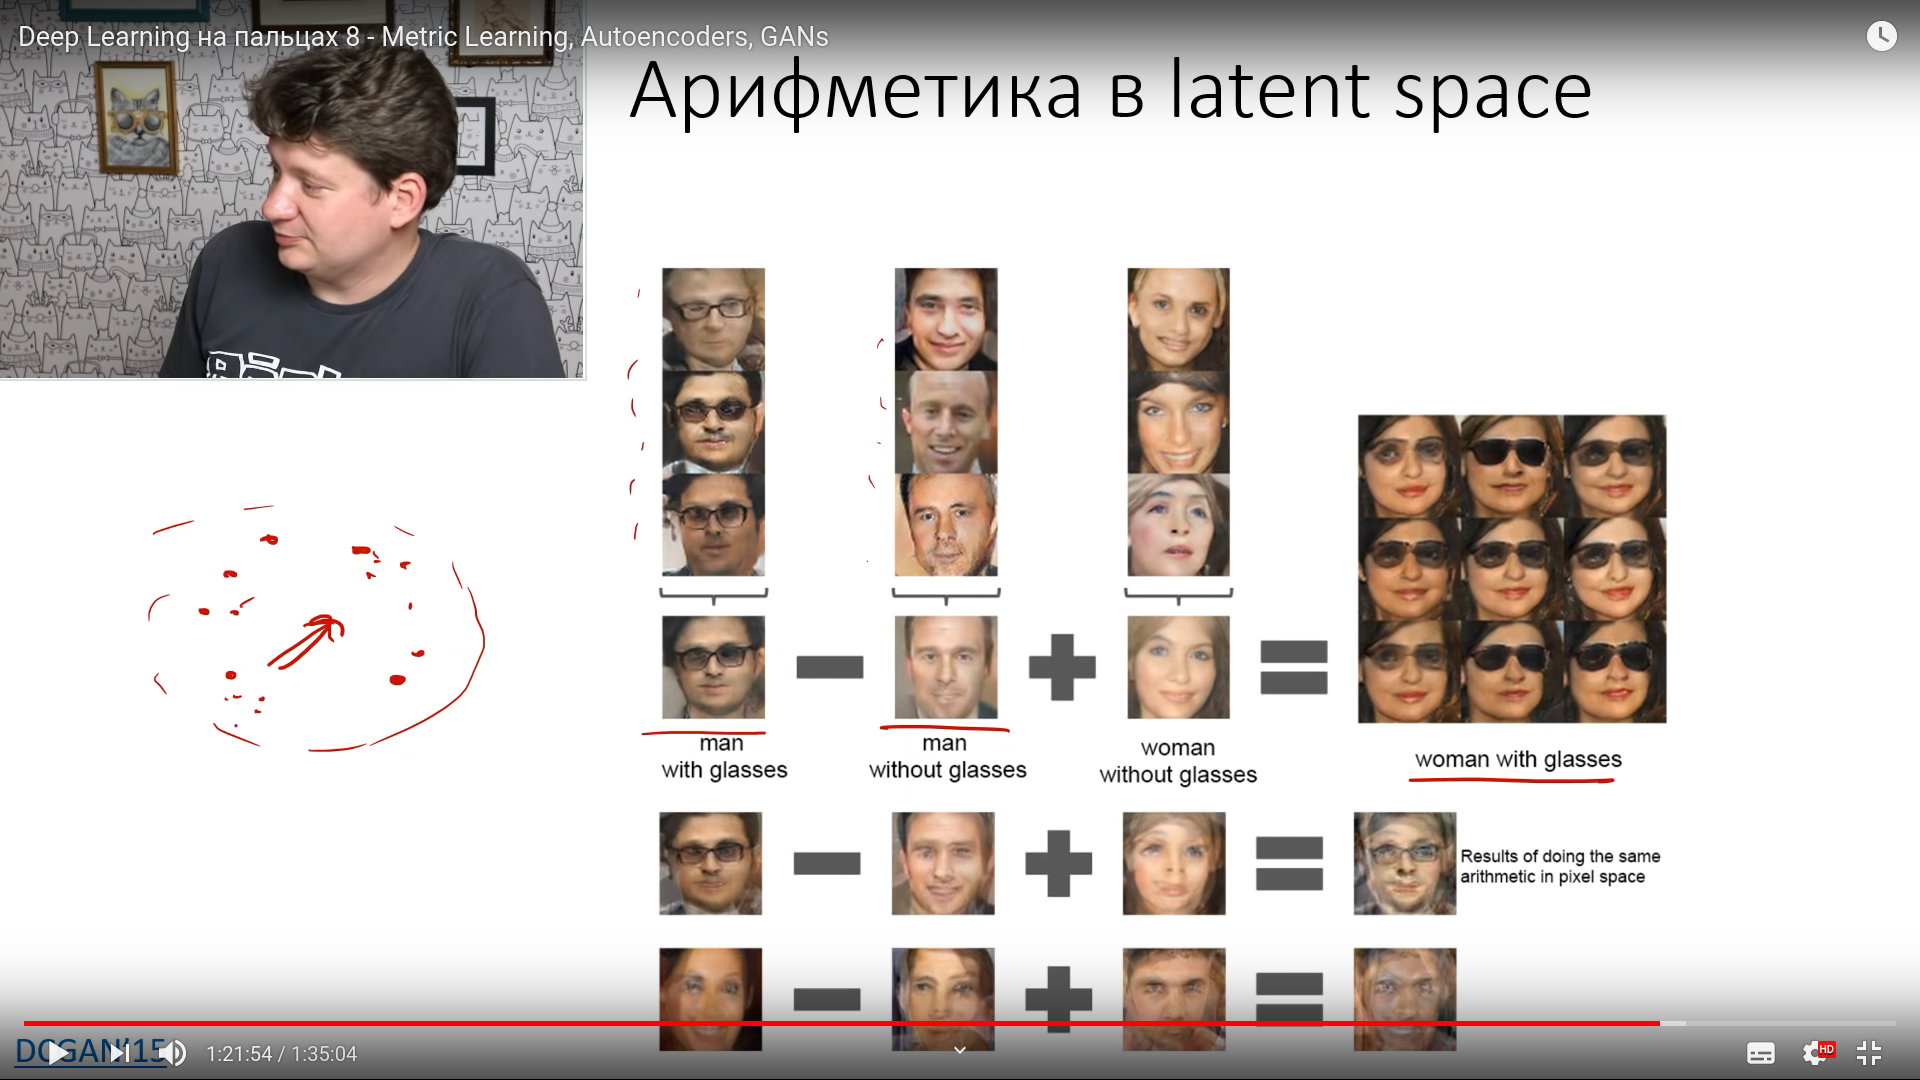 Deep Learning на пальцах 8 - Metric Learning, Autoencoders, GANs
Арифметика в latent space
man
with glasses
man
without glasses
woman
without glasses
woman with glasses
Results of doing the same
arithmetic in pixel space
DCGAN'15
1:21:54 / 1:35:04
HD